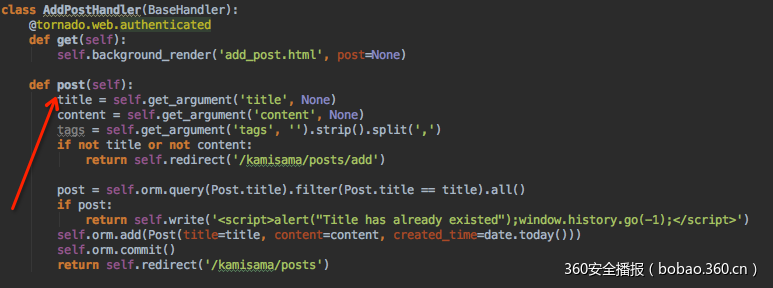 class AddPostHandler(BaseHandler):
    @tornado.web.authenticated
    def get(self):
        self.background_render('add_post.html', post=None)

    def post(self):
        title = self.get_argument('title', None)
        content = self.get_argument('content', None)
        tags = self.get_argument('tags', '').strip().split(',')
        if not title or not content:
            return self.redirect('/kamisama/posts/add')

        post = self.orm.query(Post.title).filter(Post.title == title).all()
        if post:
            return self.write('<script>alert("Title has already existed");window.history.go(-1);</script>')
        self.orm.add(Post(title=title, content=content, created_time=date.today()))
        self.orm.commit()
        return self.redirect('/kamisama/posts')
360安全播报（bobao.360.cn）